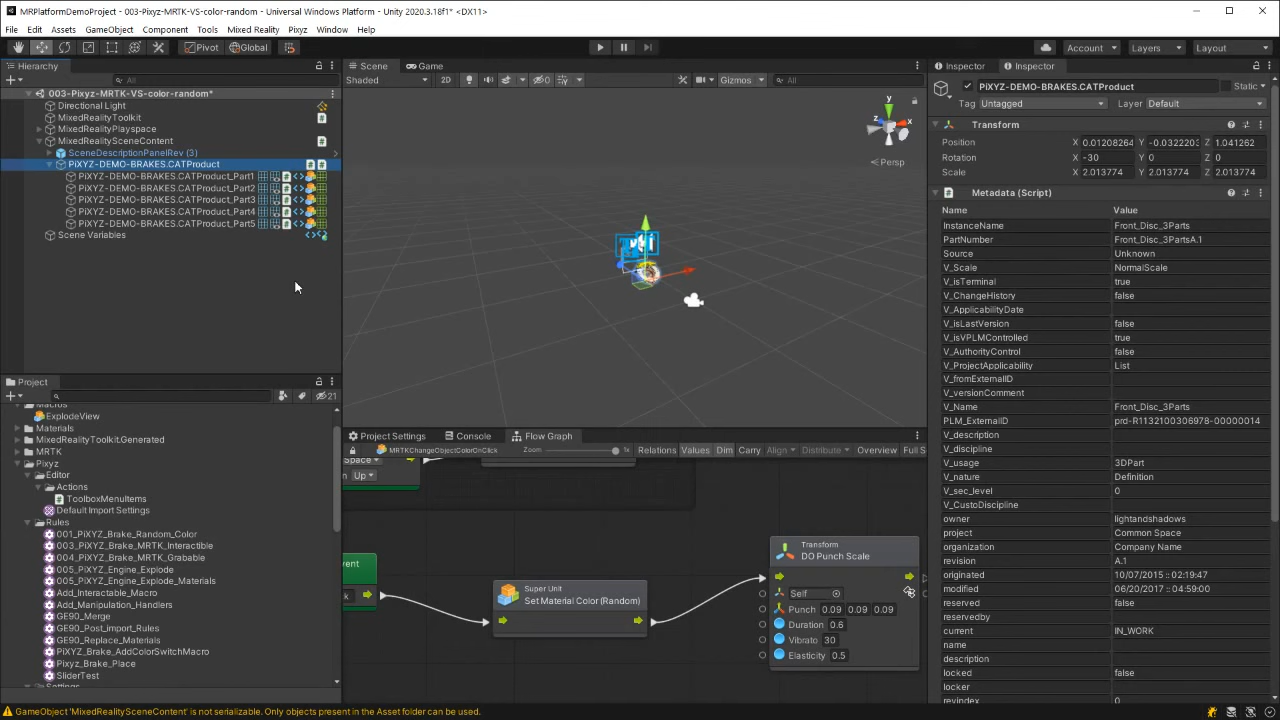 MRPlatformDemoProject - 003-Pixyz-MRTK-VS-color-random - Universal Windows Platform - Unity 2020.3.18f1* <DX11>
File Edit Assets GameObject Component Tools Mixed Reality Pixyz Window Help
Pivot Global Account Layers Layout
Hierarchy
All
003-Pixyz-MRTK-VS-color-random*
Directional Light
MixedRealityToolkit
MixedRealityPlayspace
MixedRealitySceneContent
SceneDescriptionPanelRev (3)
PiXYZ-DEMO-BRAKES.CATProduct
PiXYZ-DEMO-BRAKES.CATProduct_Part1
PiXYZ-DEMO-BRAKES.CATProduct_Part2
PiXYZ-DEMO-BRAKES.CATProduct_Part3
PiXYZ-DEMO-BRAKES.CATProduct_Part4
PiXYZ-DEMO-BRAKES.CATProduct_Part5
Scene Variables
Project
21
Macros
ExplodeView
Materials
MixedRealityToolkitGenerated
MRTK
Pixyz
Editor
Actions
ToolboxMenuItems
Default Import Settings
Rules
001_PiXYZ_Brake_Random_Color
003_PiXYZ_Brake_MRTK_Interactible
004_PiXYZ_Brake_MRTK_Grabable
005_PiXYZ_Engine_Explode
005_PiXYZ_Engine_Explode_Materials
Add_Interactable_Macro
Add_Manipulation_Handlers
GE90_Merge
GE90_Post_import_Rules
GE90_Replace_Materials
PiXYZ_Brake_AddColorSwitchMacro
Pixyz_Brake_Place
SliderTest
Settings
Scene Game
Shaded 2D 0 Gizmos All
y
x
z
Persp
Project Settings Console Flow Graph
MRTKChangeObjectColorOnClick Zoom 1x Relations Values Dim Carry Align Distribute Overview Full S
Space
n Up
rent
k
Super Unit
Set Material Color (Random)
Transform
DO Punch Scale
Self
Punch 0.09 0.09 0.09
Duration 0.6
Vibrato 30
Elasticity 0.5
Inspector Inspector
PiXYZ-DEMO-BRAKES.CATProduct Static
Tag Untagged Layer Default
Transform
Position X 0.01208264 Y -0.0322203 Z 1.041262
Rotation X -30 Y 0 Z 0
Scale X 2.013774 Y 2.013774 Z 2.013774
Metadata (Script)
Name Value
InstanceName Front_Disc_3Parts
PartNumber Front_Disc_3PartsA.1
Source Unknown
V_Scale NormalScale
V_isTerminal true
V_ChangeHistory false
V_ApplicabilityDate
V_isLastVersion false
V_isVPLMControlled true
V_AuthorityControl false
V_ProjectApplicability List
V_fromExternalID
V_versionComment
V_Name Front_Disc_3Parts
PLM_ExternalID prd-R1132100306978-00000014
V_description
V_discipline
V_usage 3DPart
V_nature Definition
V_sec_level 0
V_CustoDiscipline
owner lightandshadows
project Common Space
organization Company Name
revision A.1
originated 10/07/2015 :: 02:19:47
modified 06/20/2017 :: 04:59:00
reserved false
reservedby
current IN_WORK
name
description
locked false
locker
revindex 0
GameObject 'MixedRealitySceneContent' is not serializable. Only objects present in the Asset folder can be used.